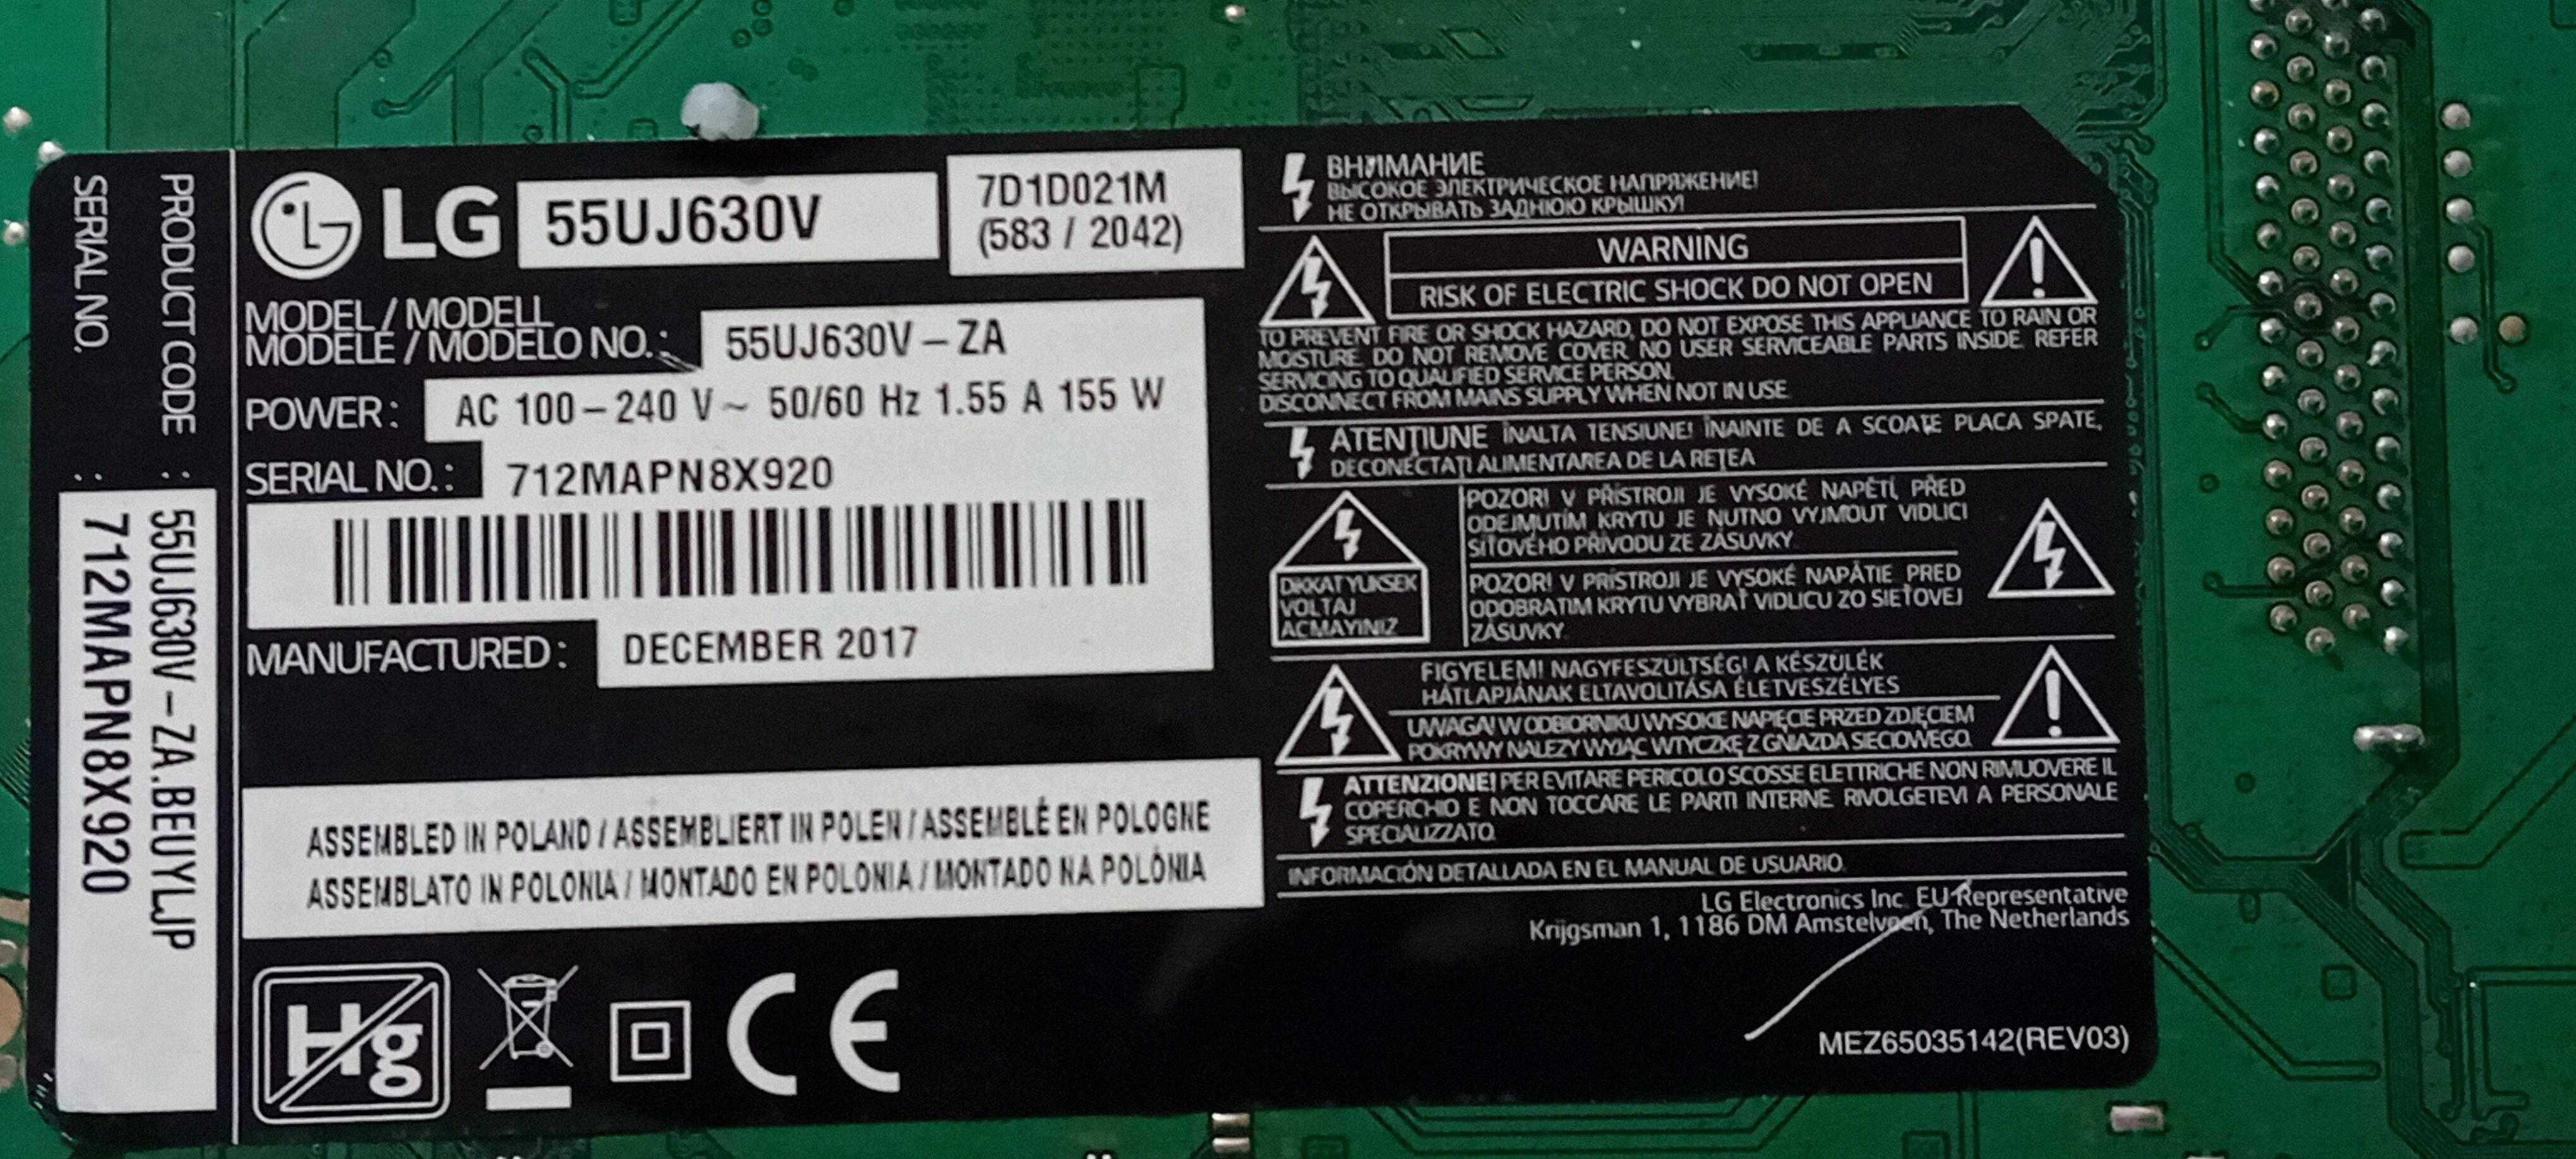 PRODUCT CODE : 55UJ630V – ZA.BEUYLJP
SERIAL NO. : 712MAPN8X920
LG 55UJ630V
7D1D021M
(583 / 2042)
MODEL / MODELL
MODÈLE / MODELO NO.: 55UJ630V – ZA
POWER : AC 100 – 240 V ~ 50/60 Hz 1.55 A 155 W
SERIAL NO. : 712MAPN8X920
MANUFACTURED : DECEMBER 2017
ASSEMBLED IN POLAND / ASSEMBLIERT IN POLEN / ASSEMBLÉ EN POLOGNE
ASSEMBLATO IN POLONIA / MONTADO EN POLONIA / MONTADO NA POLÓNIA
Hg
CE
ВНИМАНИЕ
ВЫСОКОЕ ЭЛЕКТРИЧЕСКОЕ НАПРЯЖЕНИЕ!
НЕ ОТКРЫВАТЬ ЗАДНЮЮ КРЫШКУ!
WARNING
RISK OF ELECTRIC SHOCK DO NOT OPEN
TO PREVENT FIRE OR SHOCK HAZARD, DO NOT EXPOSE THIS APPLIANCE TO RAIN OR
MOISTURE. DO NOT REMOVE COVER. NO USER SERVICEABLE PARTS INSIDE. REFER
SERVICING TO QUALIFIED SERVICE PERSON.
DISCONNECT FROM MAINS SUPPLY WHEN NOT IN USE.
ATENŢIUNE ÎNALTA TENSIUNE! ÎNAINTE DE A SCOATE PLACA SPATE,
DECONECTAŢI ALIMENTAREA DE LA REŢEA
DIKKAT YÜKSEK
VOLTAJ
ACMAYINIZ
POZOR! V PŘÍSTROJI JE VYSOKÉ NAPĚTÍ, PŘED
ODEJMUTÍM KRYTU JE NUTNO VYJMOUT VIDLICI
SÍŤOVÉHO PŘÍVODU ZE ZÁSUVKY.
POZOR! V PRÍSTROJI JE VYSOKÉ NAPÄTIE PRED
ODOBRATIM KRYTU VYBRAŤ VIDLICU ZO SIEŤOVEJ
ZÁSUVKY.
FIGYELEM! NAGYFESZÜLTSÉG! A KÉSZÜLÉK
HÁTLAPJÁNAK ELTAVOLITÁSA ÉLETVESZÉLYES
UWAGA! W ODBIORNIKU WYSOKIE NAPIĘCIE PRZED ZDJĘCIEM
POKRYWY NALEZY WYJĄC WTYCZKĘ Z GNIAZDA SIECIOWEGO.
ATTENZIONE! PER EVITARE PERICOLO SCOSSE ELETTRICHE NON RIMUOVERE IL
COPERCHIO E NON TOCCARE LE PARTI INTERNE. RIVOLGETEVI A PERSONALE
SPECIALIZZATO.
INFORMACIÓN DETALLADA EN EL MANUAL DE USUARIO.
LG Electronics Inc. EU Representative
Krijgsman 1, 1186 DM Amstelveen, The Netherlands
MEZ65035142(REV03)